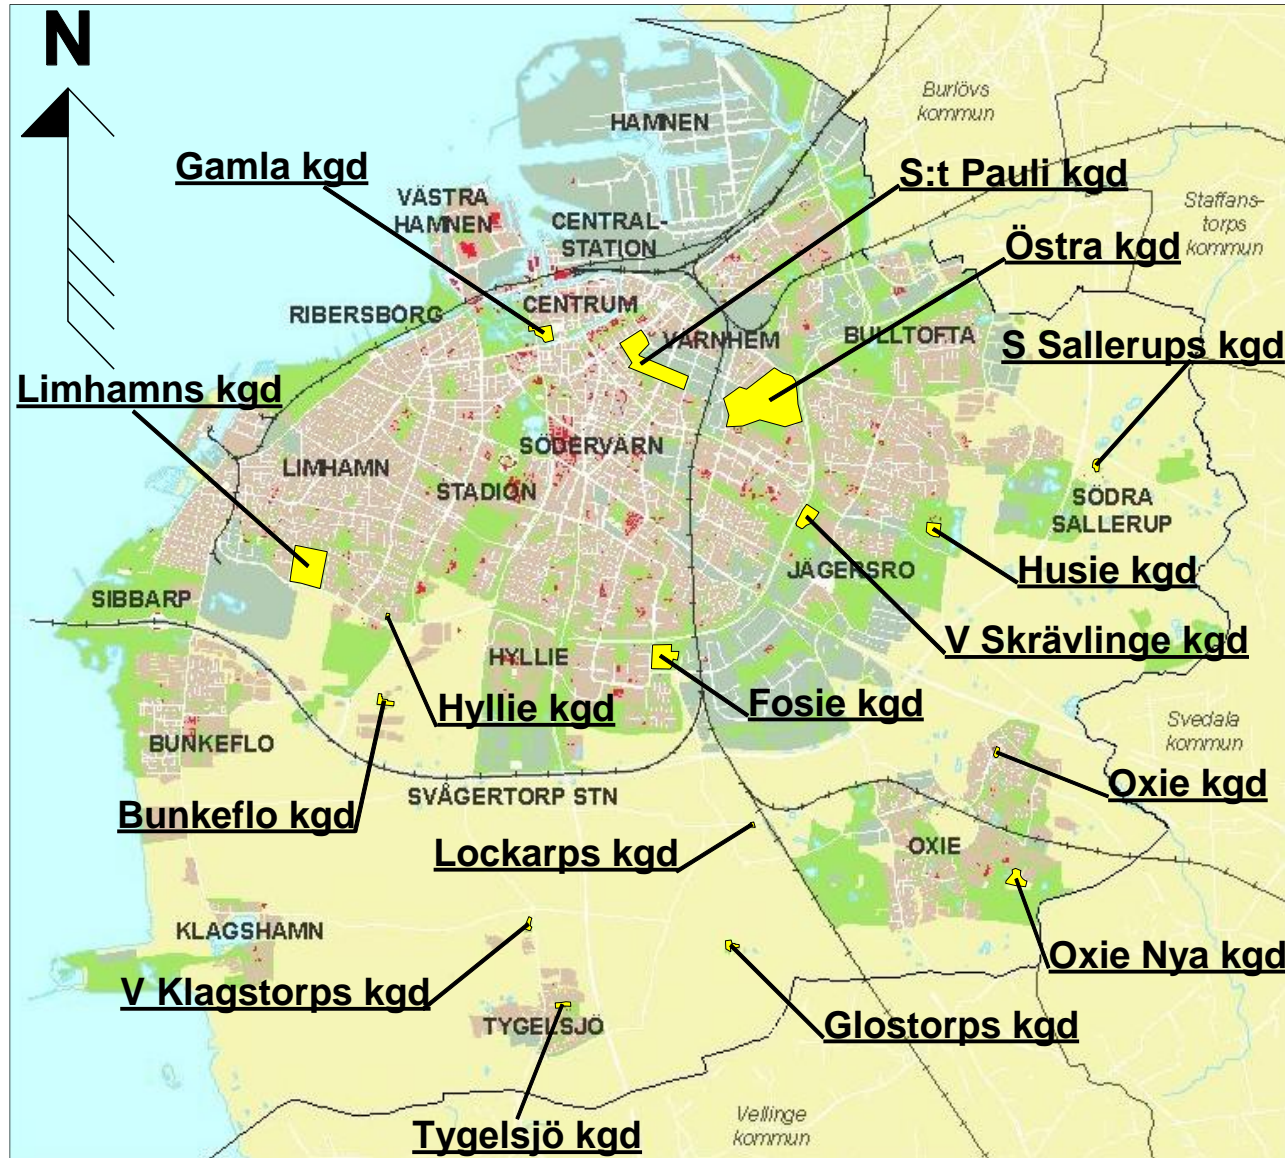 N
HAMNEN
Burlövs
kommun
Gamla kgd
S:t Pauli kgd
VÄSTRA
HAMNEN
CENTRAL-
STATION
Staffans-
torps
kommun
Östra kgd
RIBERSBORG
CENTRUM
VÄRNHEM
BULLTOFTA
S Sallerups kgd
Limhamns kgd
SÖDERVÄRN
LIMHAMN
STADION
SÖDRA
SALLERUP
JÄGERSRO
Husie kgd
SIBBARP
V Skrävlinge kgd
HYLLIE
Hyllie kgd
Fosie kgd
Svedala
kommun
BUNKEFLO
Oxie kgd
SVÅGERTORP STN
Bunkeflo kgd
Lockarps kgd
OXIE
KLAGSHAMN
Oxie Nya kgd
V Klagstorps kgd
TYGELSJÖ
Glostorps kgd
Vellinge
kommun
Tygelsjö kgd